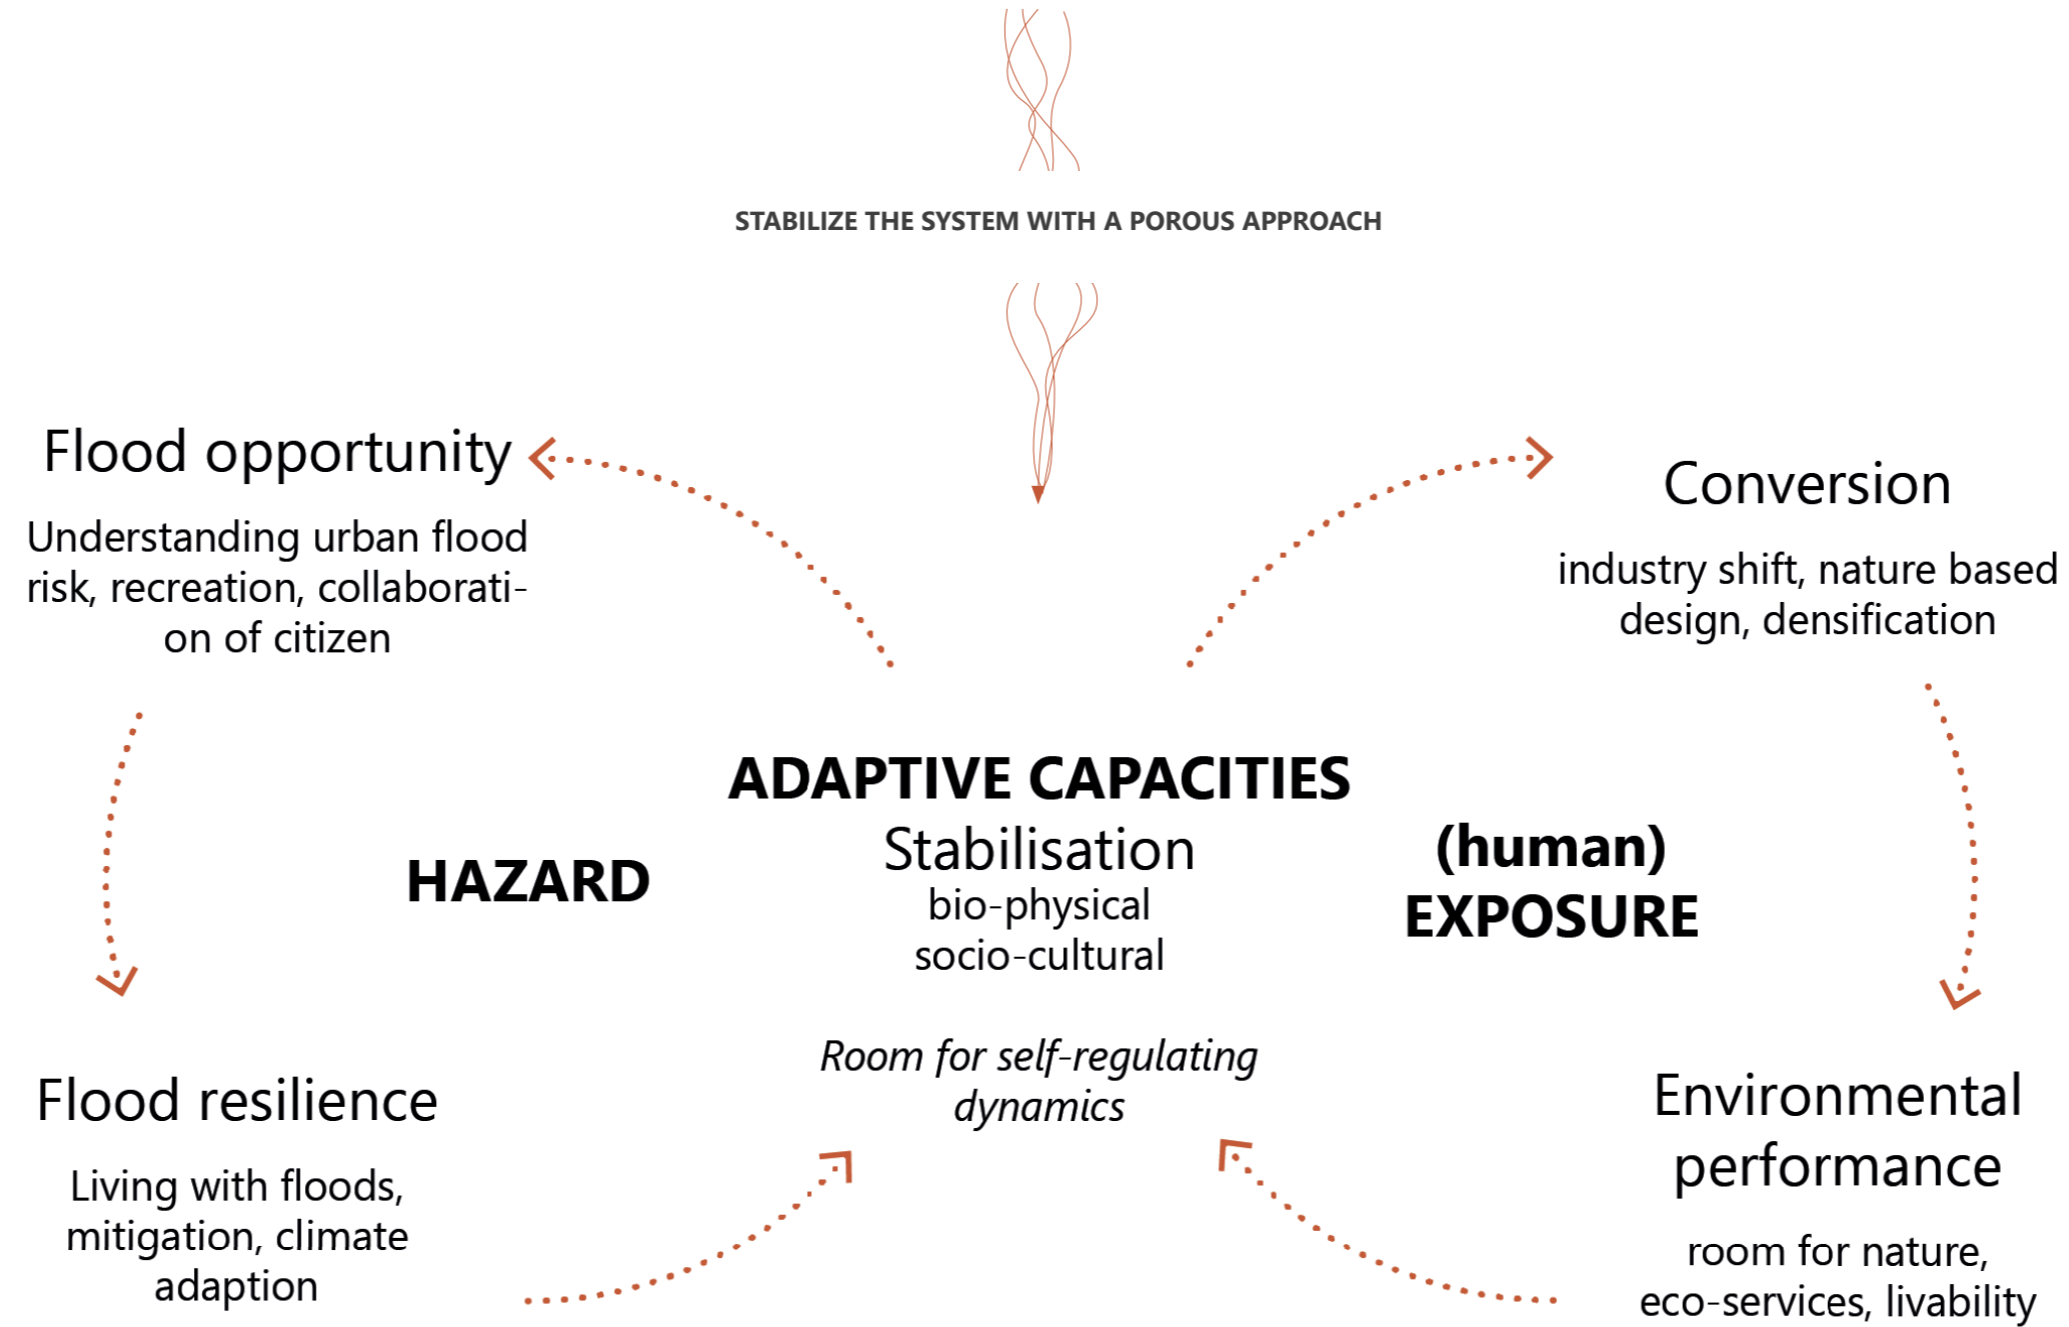 STABILIZE THE SYSTEM WITH A POROUS APPROACH
Flood opportunity
Understanding urban flood
risk, recreation, collaborati-
on of citizen
Conversion
industry shift, nature based
design, densification
HAZARD
ADAPTIVE CAPACITIES
Stabilisation
bio-physical
socio-cultural
Room for self-regulating
dynamics
(human)
EXPOSURE
Flood resilience
Living with floods,
mitigation, climate
adaption
Environmental
performance
room for nature,
eco-services, livability